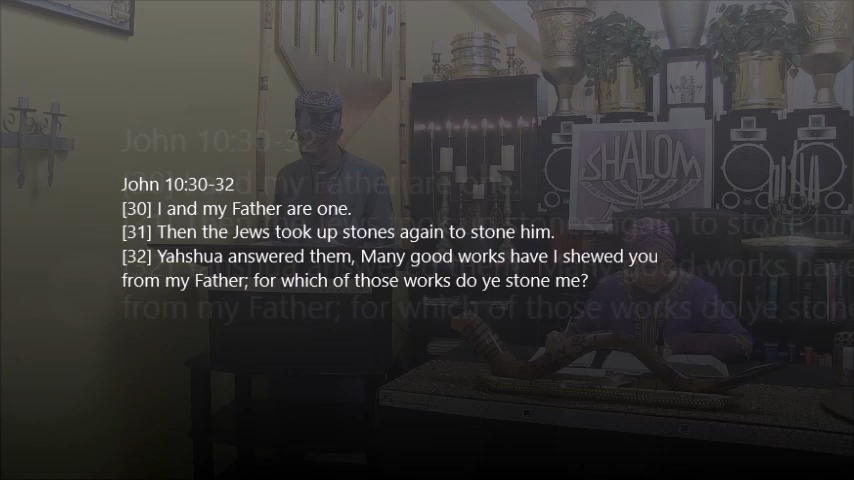 John 10:30-32
[30] I and my Father are one.
[31] Then the Jews took up stones again to stone him.
[32] Yahshua answered them, Many good works have I shewed you
from my Father; for which of those works do ye stone me?
SHALOM